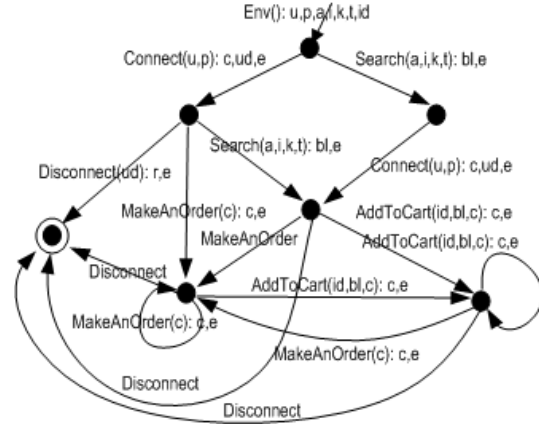 Env(): u,p,a,i,k,t,id
Connect(u,p): c,ud,e
Search(a,i,k,t): bl,e
Search(a,i,k,t): bl,e
Disconnect(ud): r,e
Connect(u,p): c,ud,e
MakeAnOrder(c): c,e
AddToCart(id,bl,c): c,e
MakeAnOrder
AddToCart(id,bl,c): c,e
Disconnect
AddToCart(id,bl,c): c,e
MakeAnOrder(c): c,e
MakeAnOrder(c): c,e
Disconnect
Disconnect